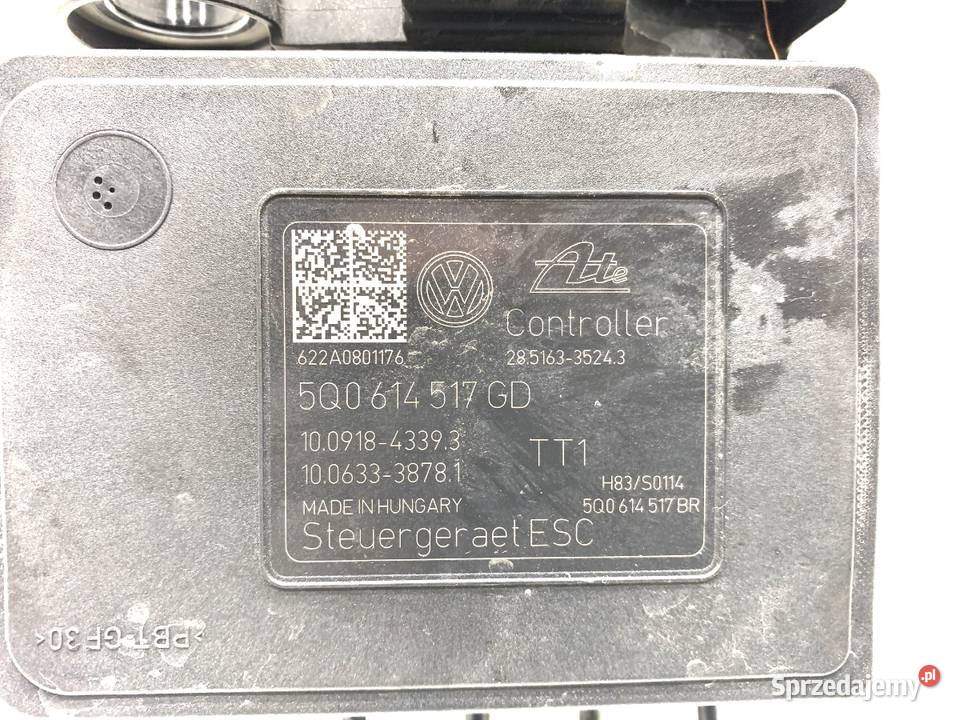 Ate
Controller
622A0801176
28.5163-3524.3
5Q0 614 517 GD
10.0918-4339.3
TT1
10.0633-3878.1
H83/S0114
MADE IN HUNGARY
5Q0 614 517 BR
Steuergeraet ESC
>PBT-GF30<
Sprzedajemy.pl